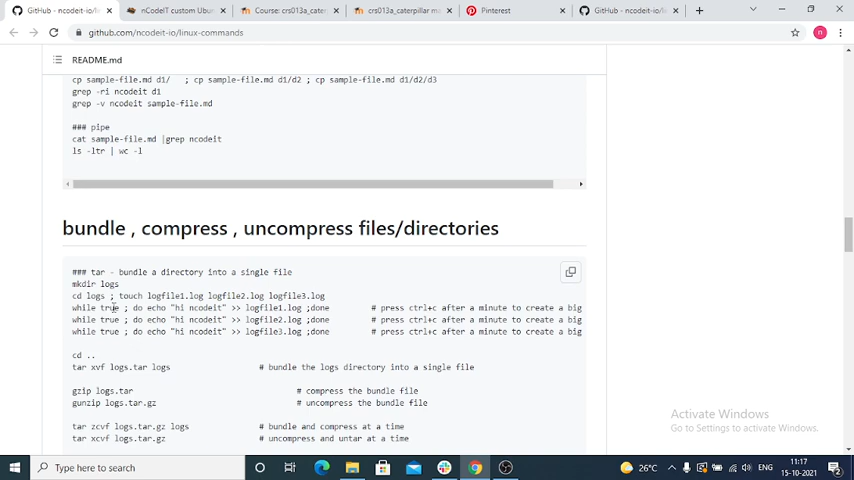 GitHub - ncodeit-io/linux-comm
nCodeIT custom Ubun
Course: crs013a_cater
crs013a_caterpillar m
Pinterest
GitHub - ncodeit-io/linu
github.com/ncodeit-io/linux-commands
n
README.md
cp sample-file.md d1/ ; cp sample-file.md d1/d2 ; cp sample-file.md d1/d2/d3
grep -ri ncodeit d1
grep -v ncodeit sample-file.md
### pipe
cat sample-file.md |grep ncodeit
ls -ltr | wc -l
bundle , compress , uncompress files/directories
### tar - bundle a directory into a single file
mkdir logs
cd logs ; touch logfile1.log logfile2.log logfile3.log
while true ; do echo "hi ncodeit" >> logfile1.log ;done # press ctrl+c after a minute to create a big
while true ; do echo "hi ncodeit" >> logfile2.log ;done # press ctrl+c after a minute to create a big
while true ; do echo "hi ncodeit" >> logfile3.log ;done # press ctrl+c after a minute to create a big
cd ..
tar xvf logs.tar logs # bundle the logs directory into a single file
gzip logs.tar # compress the bundle file
gunzip logs.tar.gz # uncompress the bundle file
tar zcvf logs.tar.gz logs # bundle and compress at a time
tar xcvf logs.tar.gz # uncompress and untar at a time
Activate Windows
Go to Settings to activate Windows.
Type here to search
26°C
ENG
11:17
15-10-2021
2